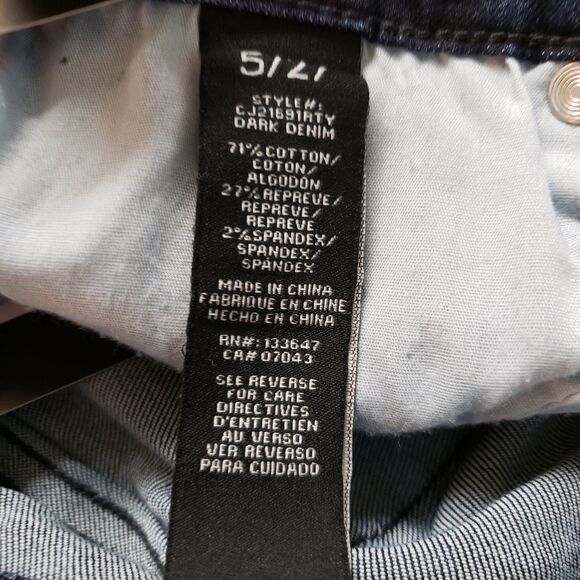 5/27
STYLE#:
CJ21691RTY
DARK DENIM
71%COTTON/
COTON/
ALGODÓN
27%REPREVE/
REPREVE/
REPREVE
2%SPANDEX/
SPANDEX/
SPANDEX
MADE IN CHINA
FABRIQUE EN CHINE
HECHO EN CHINA
RN#: 133647
CA# 07043
SEE REVERSE
FOR CARE
DIRECTIVES
D'ENTRETIEN
AU VERSO
VER REVERSO
PARA CUIDADO